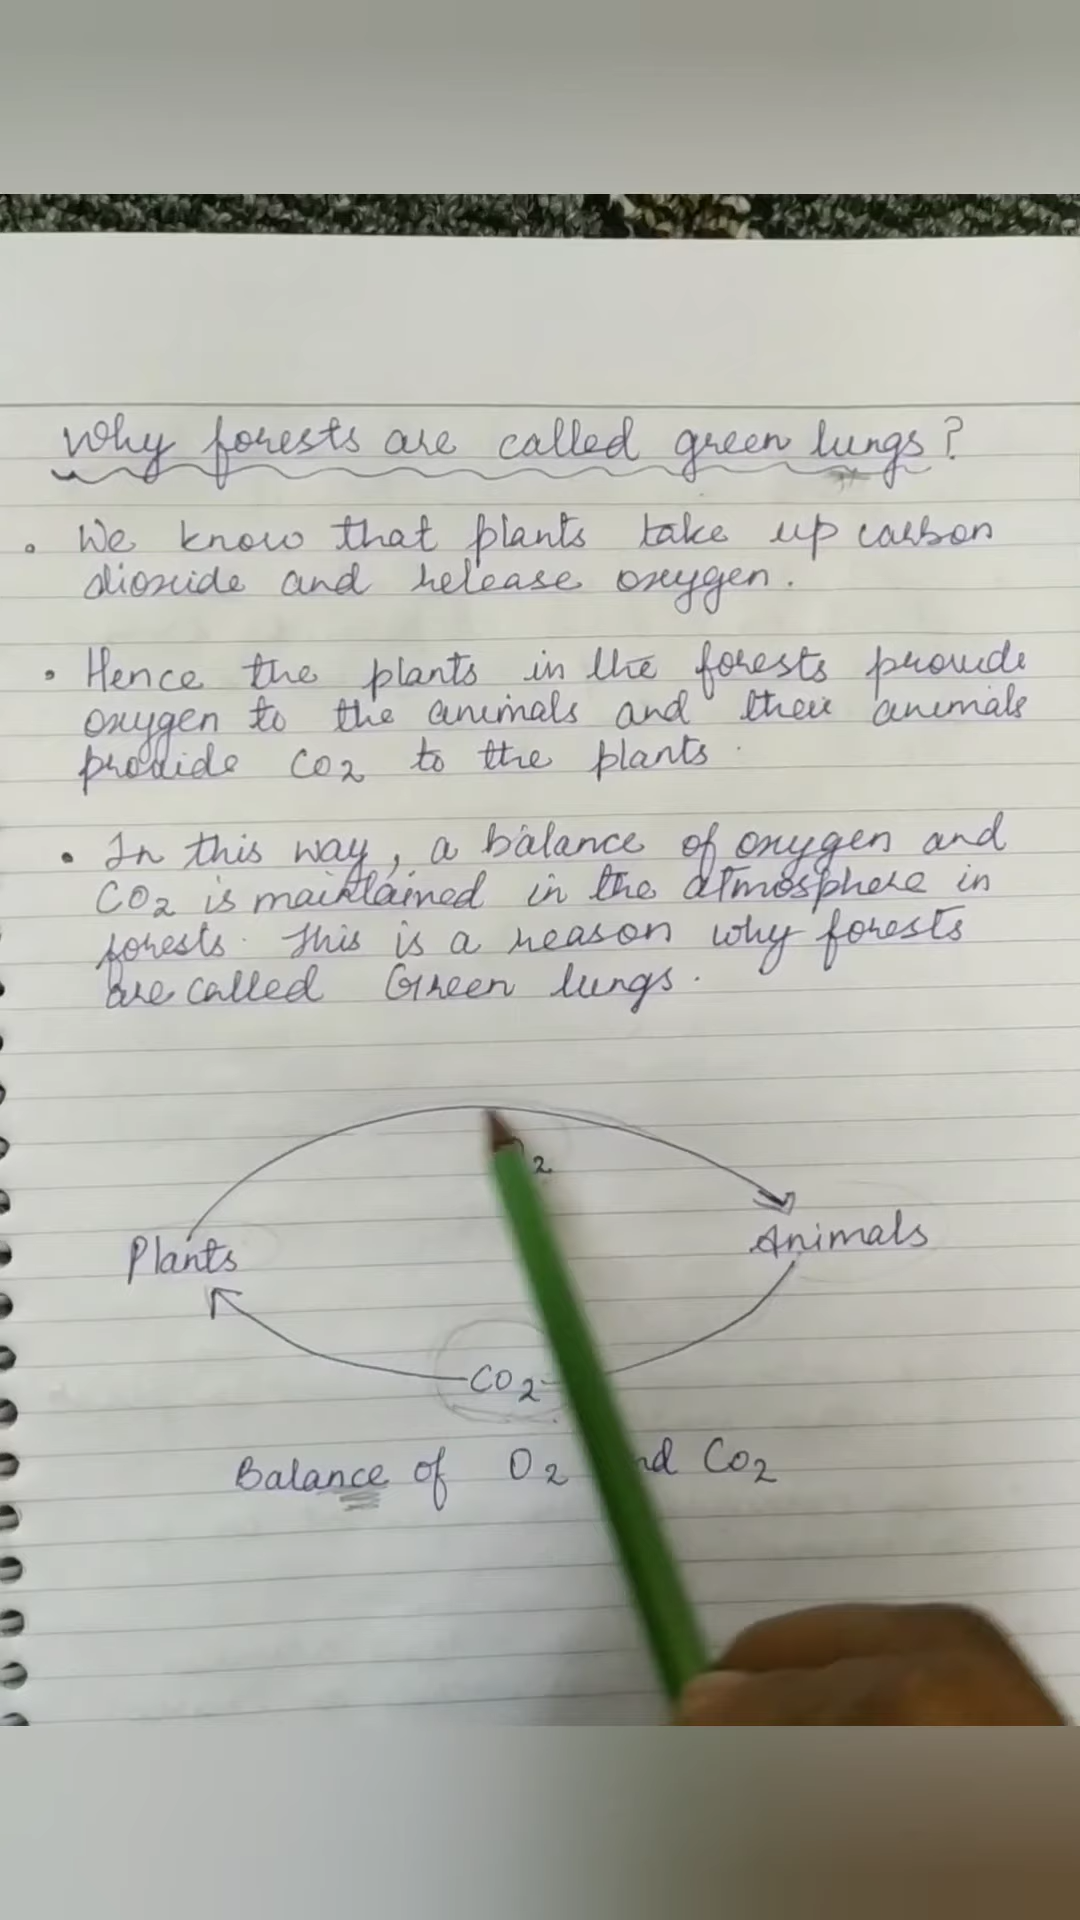 Why forests are called green lungs?
• We know that plants take up carbon
dioxide and release oxygen.
• Hence the plants in the forests provide
oxygen to the animals and their animals
provide CO2 to the plants.
• In this way, a balance of oxygen and
CO2 is maintained in the atmosphere in
forests. This is a reason why forests
are called Green lungs.
2
Plants
Animals
CO2
Balance of O2 nd CO2